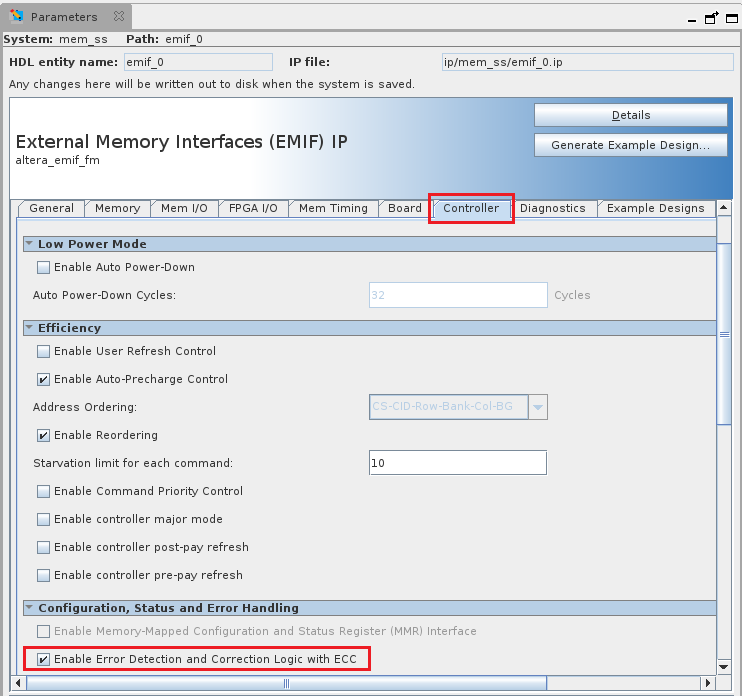 Parameters
System: mem_ss Path: emif_0
HDL entity name: emif_0 IP file: ip/mem_ss/emif_0.ip
Any changes here will be written out to disk when the system is saved.
Details
External Memory Interfaces (EMIF) IP
altera_emif_fm
Generate Example Design...
General Memory Mem I/O FPGA I/O Mem Timing Board Controller Diagnostics Example Designs
Low Power Mode
Enable Auto Power-Down
Auto Power-Down Cycles: 32 Cycles
Efficiency
Enable User Refresh Control
Enable Auto-Precharge Control
Address Ordering: CS-CID-Row-Bank-Col-BG
Enable Reordering
Starvation limit for each command: 10
Enable Command Priority Control
Enable controller major mode
Enable controller post-pay refresh
Enable controller pre-pay refresh
Configuration, Status and Error Handling
Enable Memory-Mapped Configuration and Status Register (MMR) Interface
Enable Error Detection and Correction Logic with ECC